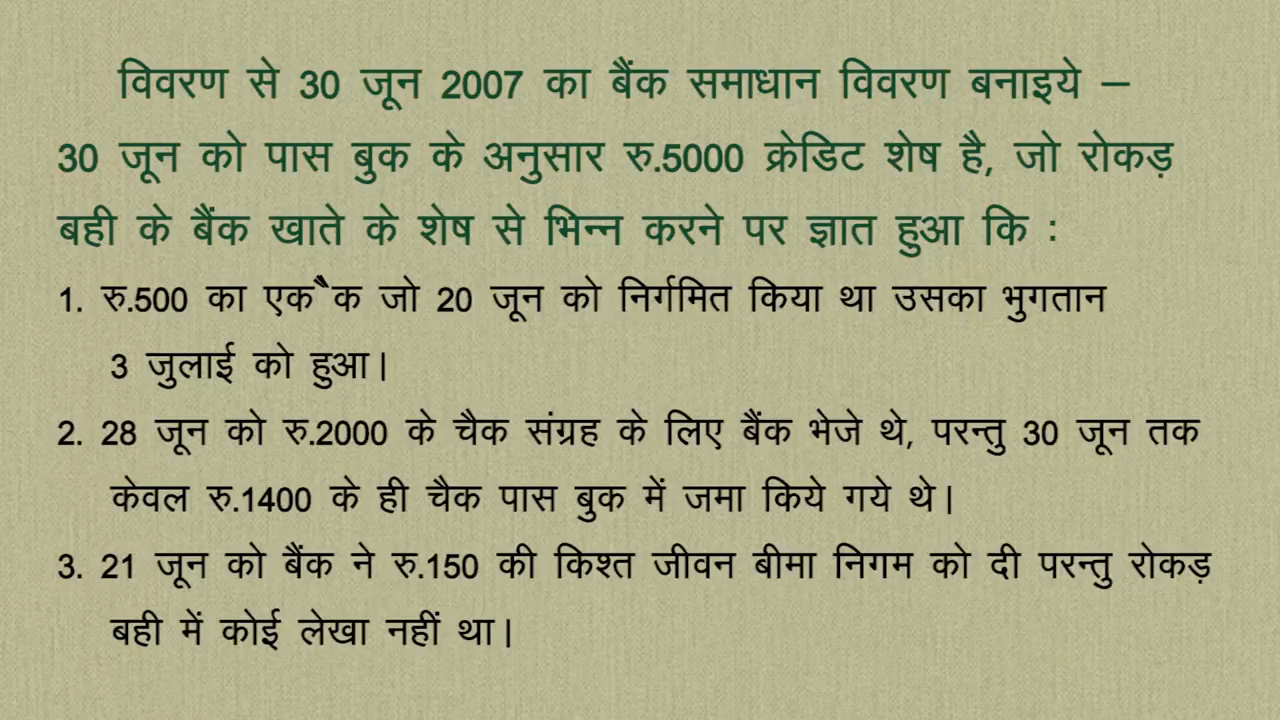 विवरण से 30 जून 2007 का बैंक समाधान विवरण बनाइये –
30 जून को पास बुक के अनुसार रु.5000 क्रेडिट शेष है, जो रोकड़
बही के बैंक खाते के शेष से भिन्न करने पर ज्ञात हुआ कि :
1. रु.500 का एक चैक जो 20 जून को निर्गमित किया था उसका भुगतान
3 जुलाई को हुआ।
2. 28 जून को रु.2000 के चैक संग्रह के लिए बैंक भेजे थे, परन्तु 30 जून तक
केवल रु.1400 के ही चैक पास बुक में जमा किये गये थे।
3. 21 जून को बैंक ने रु.150 की किश्त जीवन बीमा निगम को दी परन्तु रोकड़
बही में कोई लेखा नहीं था।